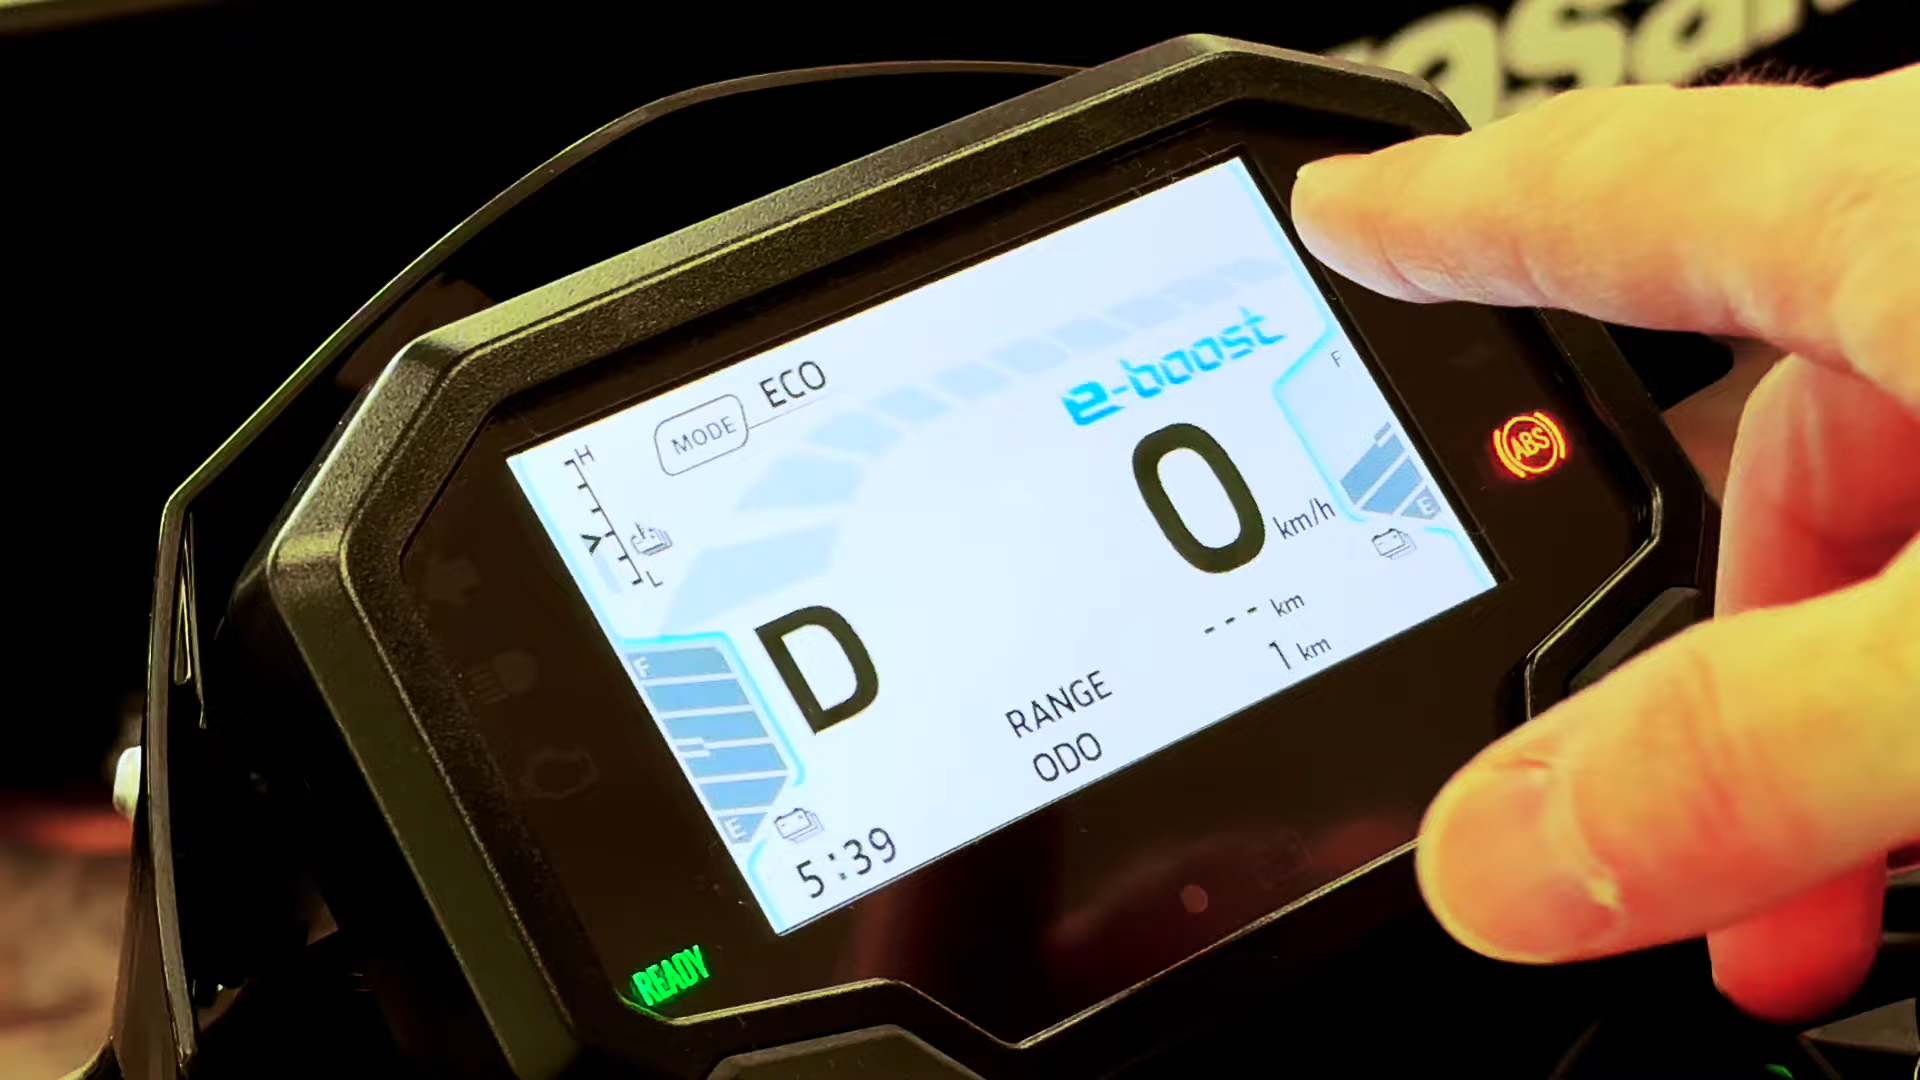 MODE ECO
e-boost
H
L
F
E
0 km/h
D
F
E
--- km
1 km
RANGE
ODO
5:39
ABS
READY